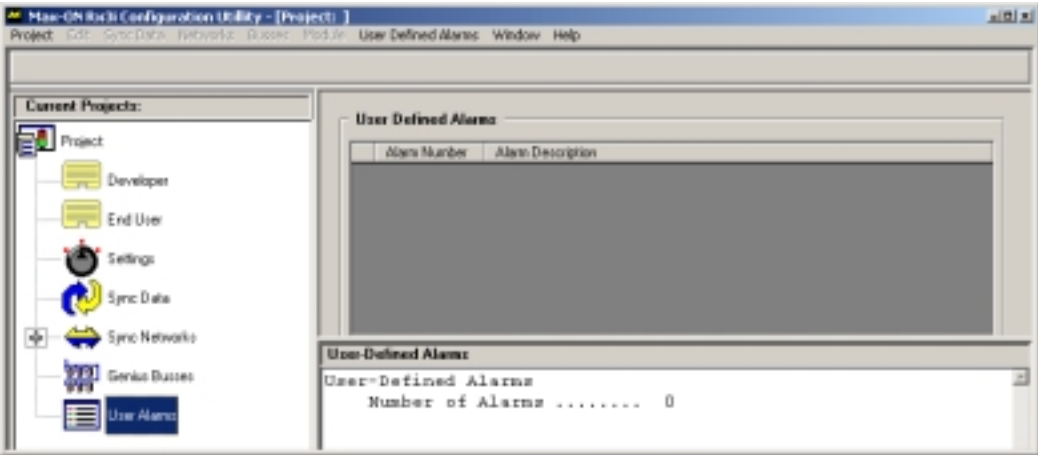 Max-ON Rx3i Configuration Utility - [Project: ]
Project Edit Sync Data Networks Busses Module User Defined Alarms Window Help
Current Projects:
Project
Developer
End User
Settings
Sync Data
Sync Networks
Genius Busses
User Alarms
User Defined Alarms
Alarm Number Alarm Description
User-Defined Alarms
User-Defined Alarms
Number of Alarms ........ 0